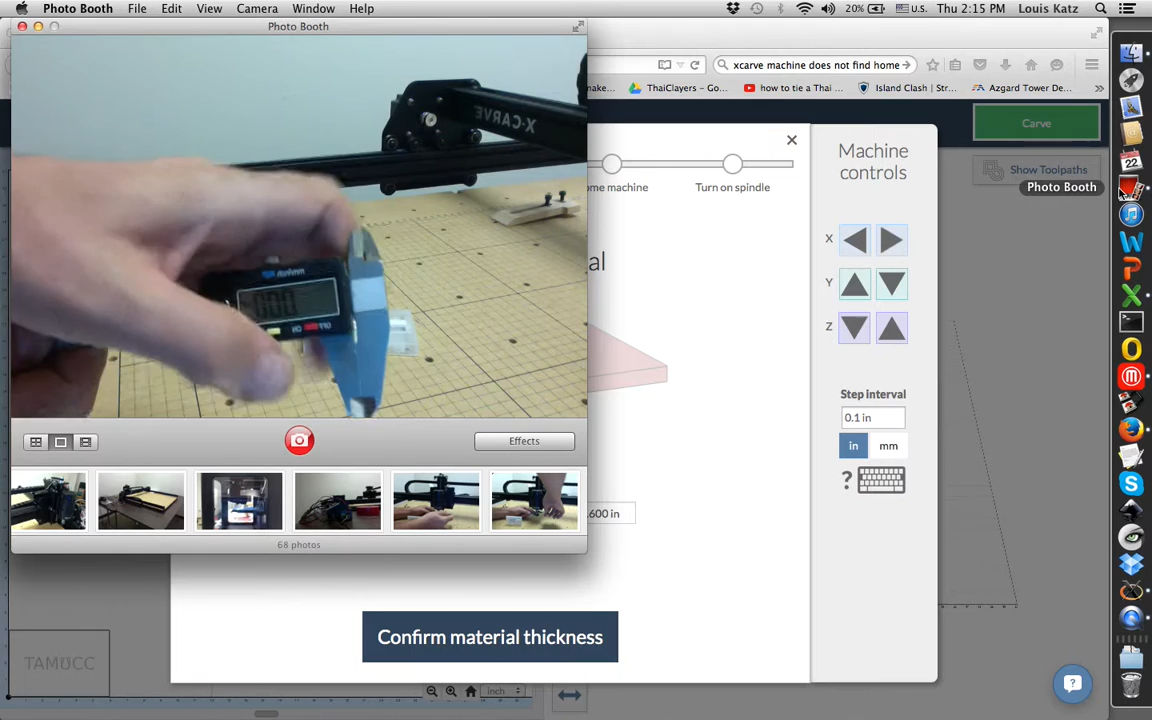 Photo Booth File Edit View Camera Window Help
20% U.S. Thu 2:15 PM Louis Katz
Photo Booth
xcarve machine does not find home
ThaiClayers – Go...
how to tie a Thai ...
Island Clash | Str...
Azgard Tower De...
X-CARVE
Carve
Show Toolpaths
Photo Booth
ome machine
Turn on spindle
Machine
controls
X
Y
Z
al
Step interval
0.1 in
in mm
?
Effects
68 photos
600 in
Confirm material thickness
TAMUCC
inch